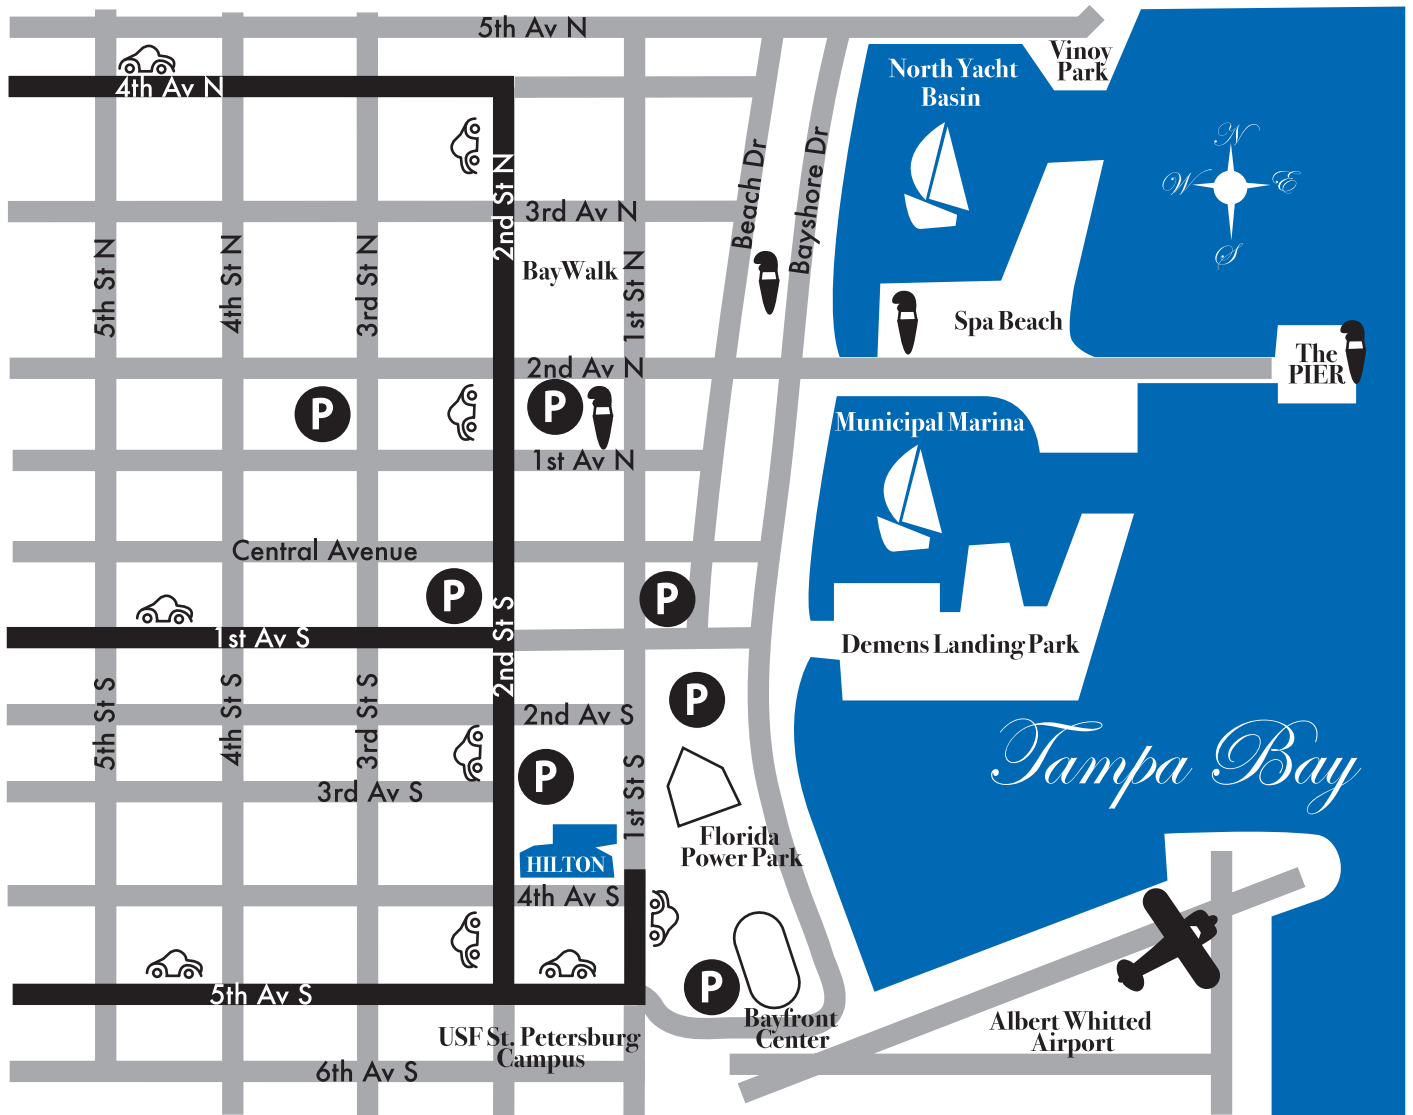 5th Av N
Vinoy
Park
North Yacht
Basin
4th Av N
N
W
E
S
2nd St N
Beach Dr
Bayshore Dr
3rd Av N
5th St N
4th St N
3rd St N
BayWalk
1st St N
Spa Beach
The
PIER
2nd Av N
P
P
Municipal Marina
1st Av N
Central Avenue
P
P
2nd St S
1st Av S
Demens Landing Park
5th St S
4th St S
3rd St S
P
2nd Av S
Tampa Bay
P
3rd Av S
1st St S
Florida
Power Park
HILTON
4th Av S
P
5th Av S
Bayfront
Center
Albert Whitted
Airport
USF St. Petersburg
Campus
6th Av S